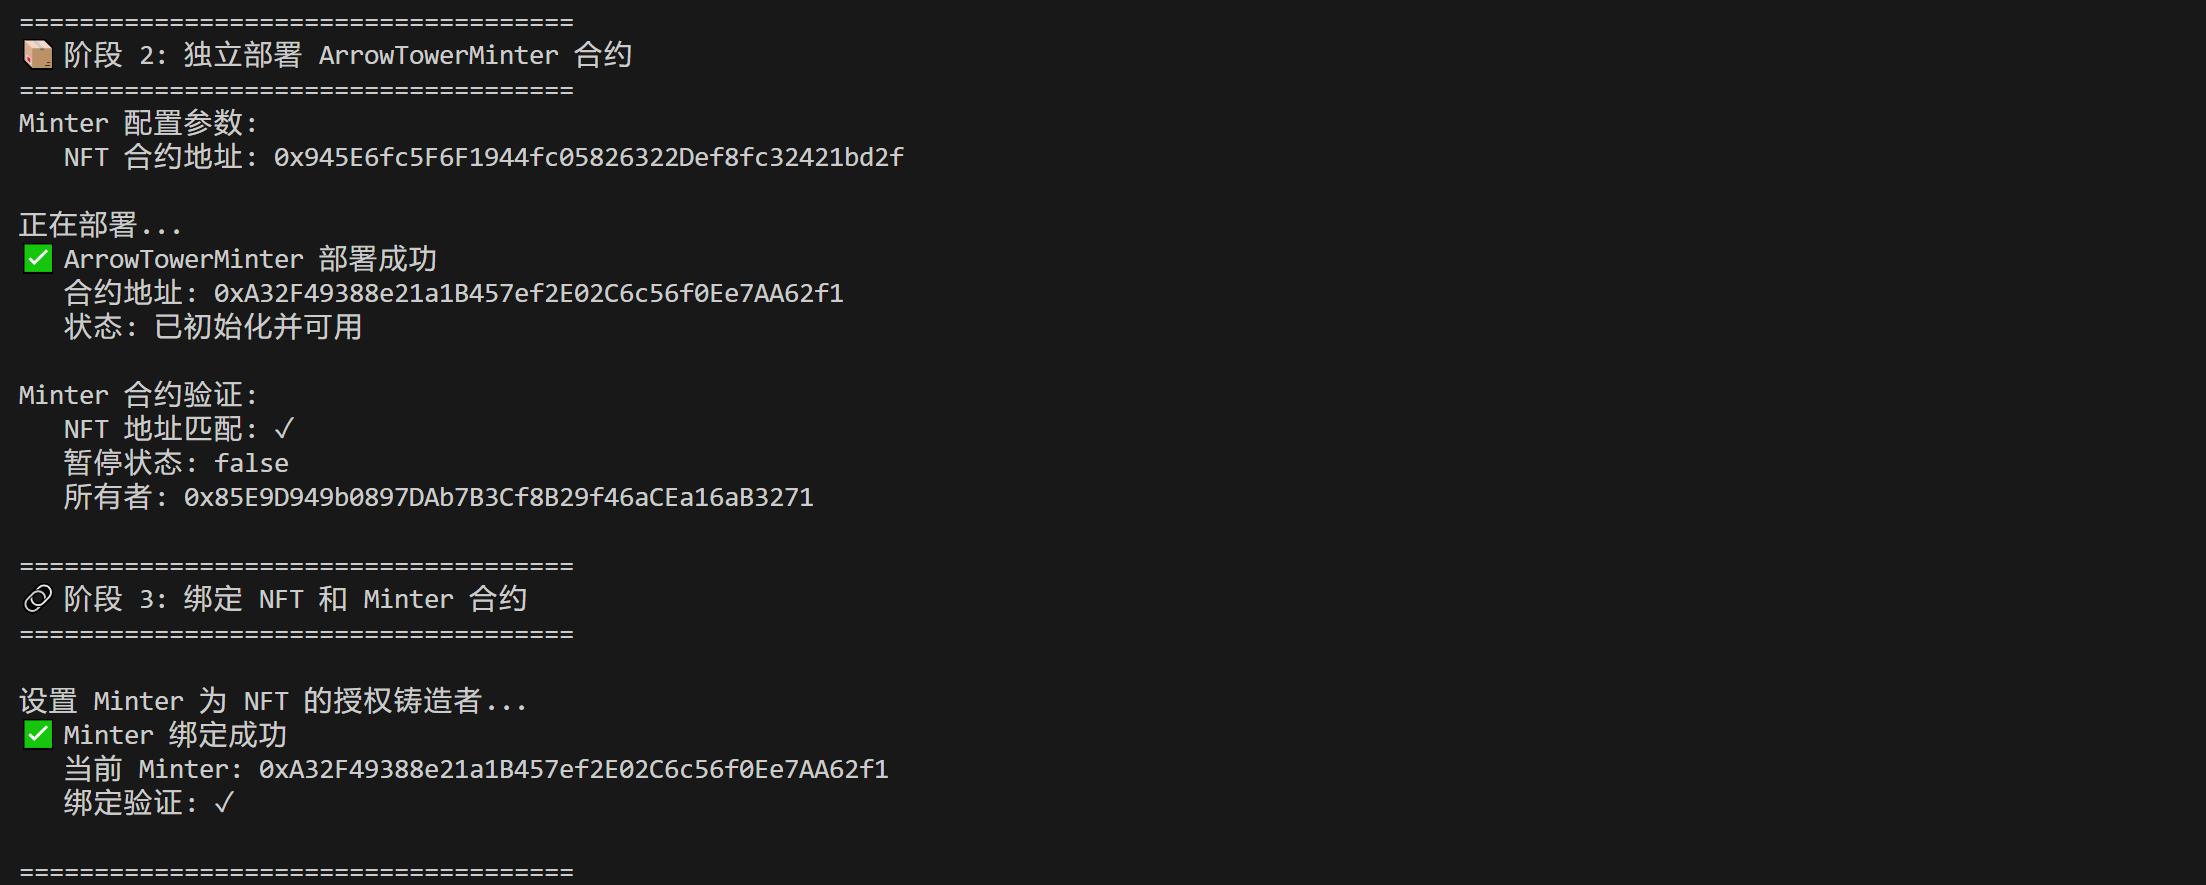 =====================================
📦 阶段 2: 独立部署 ArrowTowerMinter 合约
=====================================
Minter 配置参数:
NFT 合约地址: 0x945E6fc5F6F1944fc05826322Def8fc32421bd2f
正在部署...
✅ ArrowTowerMinter 部署成功
合约地址: 0xA32F49388e21a1B457ef2E02C6c56f0Ee7AA62f1
状态: 已初始化并可用
Minter 合约验证:
NFT 地址匹配: ✓
暂停状态: false
所有者: 0x85E9D949b0897DAb7B3Cf8B29f46aCEa16aB3271
=====================================
🔗 阶段 3: 绑定 NFT 和 Minter 合约
=====================================
设置 Minter 为 NFT 的授权铸造者...
✅ Minter 绑定成功
当前 Minter: 0xA32F49388e21a1B457ef2E02C6c56f0Ee7AA62f1
绑定验证: ✓
=====================================